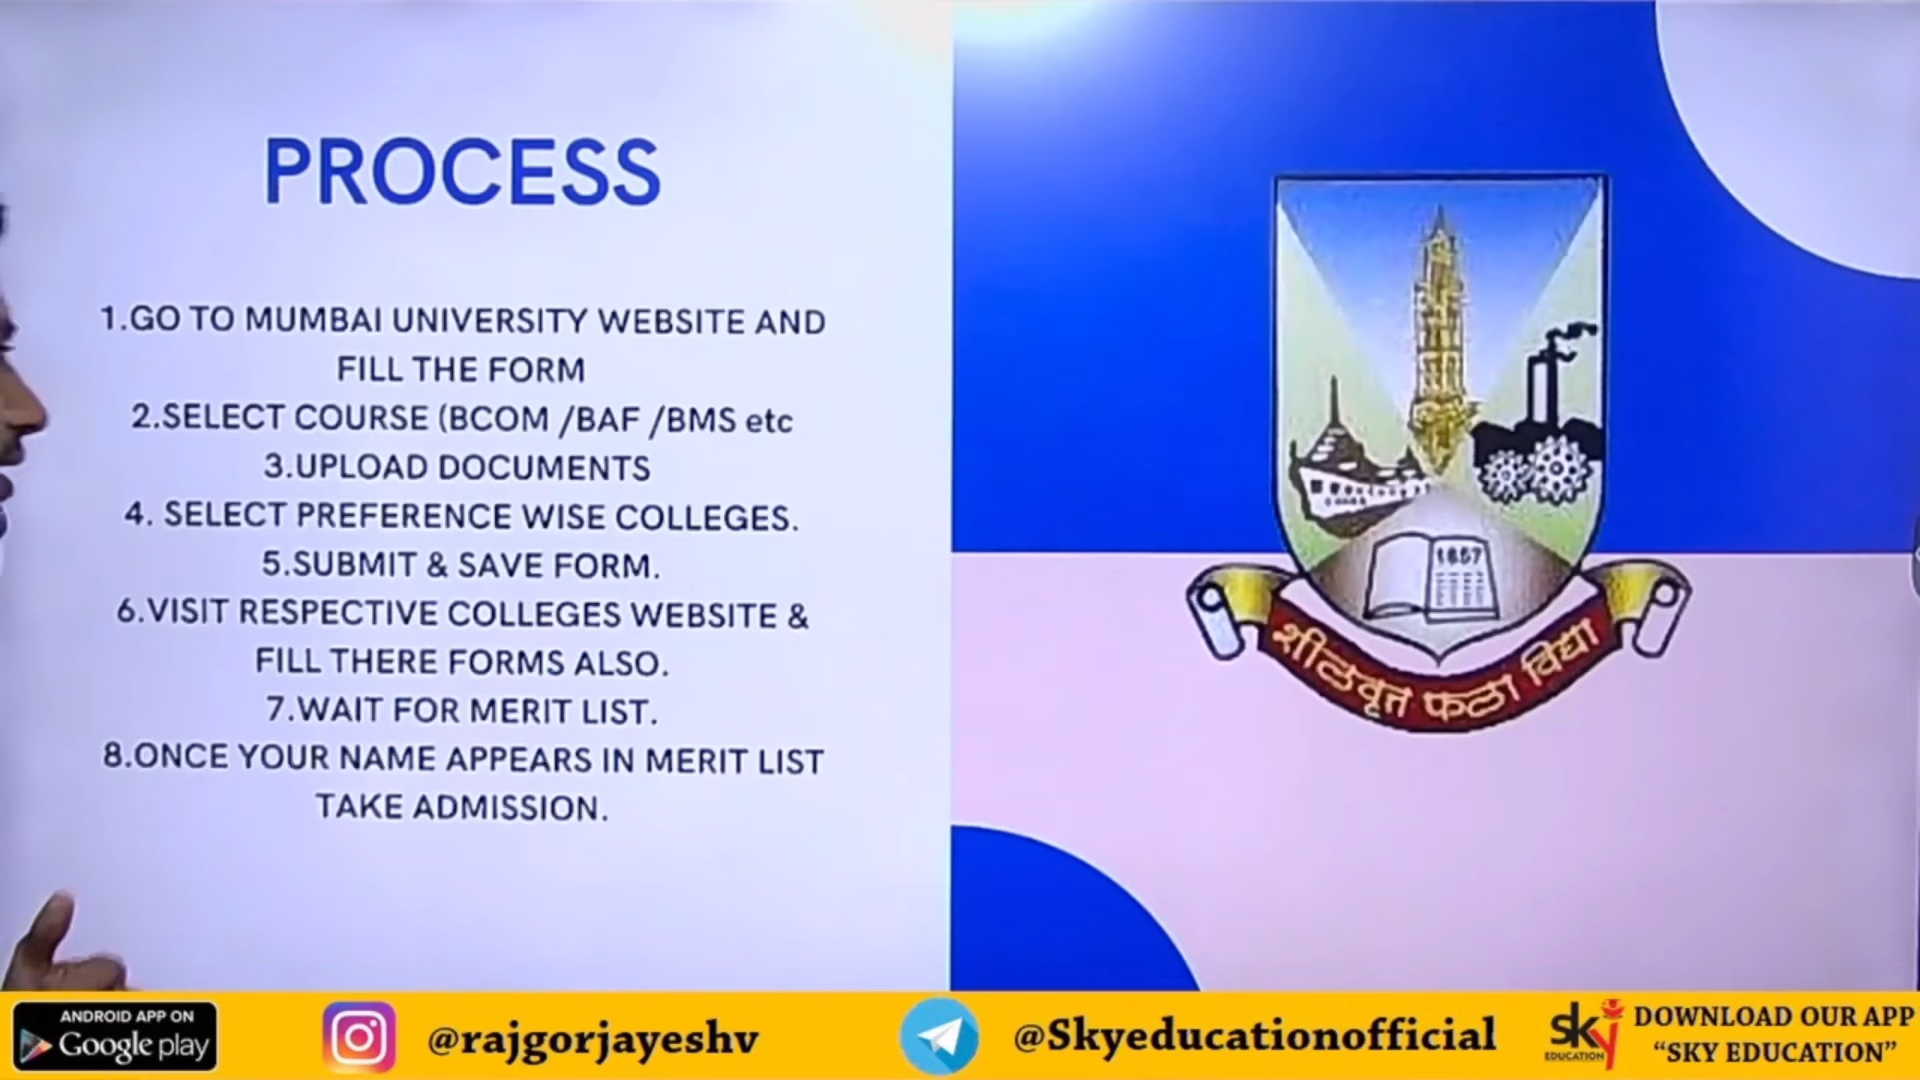 PROCESS
1.GO TO MUMBAI UNIVERSITY WEBSITE AND
FILL THE FORM
2.SELECT COURSE (BCOM /BAF /BMS etc
3.UPLOAD DOCUMENTS
4. SELECT PREFERENCE WISE COLLEGES.
5.SUBMIT & SAVE FORM.
6.VISIT RESPECTIVE COLLEGES WEBSITE &
FILL THERE FORMS ALSO.
7.WAIT FOR MERIT LIST.
8.ONCE YOUR NAME APPEARS IN MERIT LIST
TAKE ADMISSION.
1857
शीलवृत फला विद्या
ANDROID APP ON
Google play
@rajgorjayeshv
@Skyeducationofficial
sky
EDUCATION
DOWNLOAD OUR APP
“SKY EDUCATION”